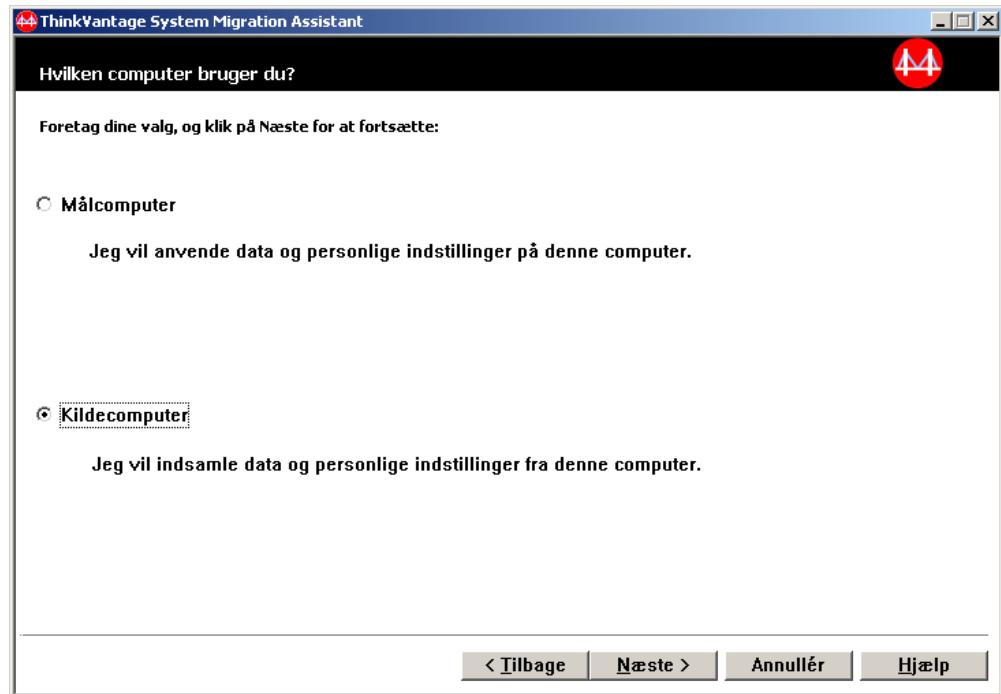 ThinkVantage System Migration Assistant
Hvilken computer bruger du?
Foretag dine valg, og klik på Næste for at fortsætte:
Målcomputer
Jeg vil anvende data og personlige indstillinger på denne computer.
Kildecomputer
Jeg vil indsamle data og personlige indstillinger fra denne computer.
< Tilbage Næste > Annullér Hjælp